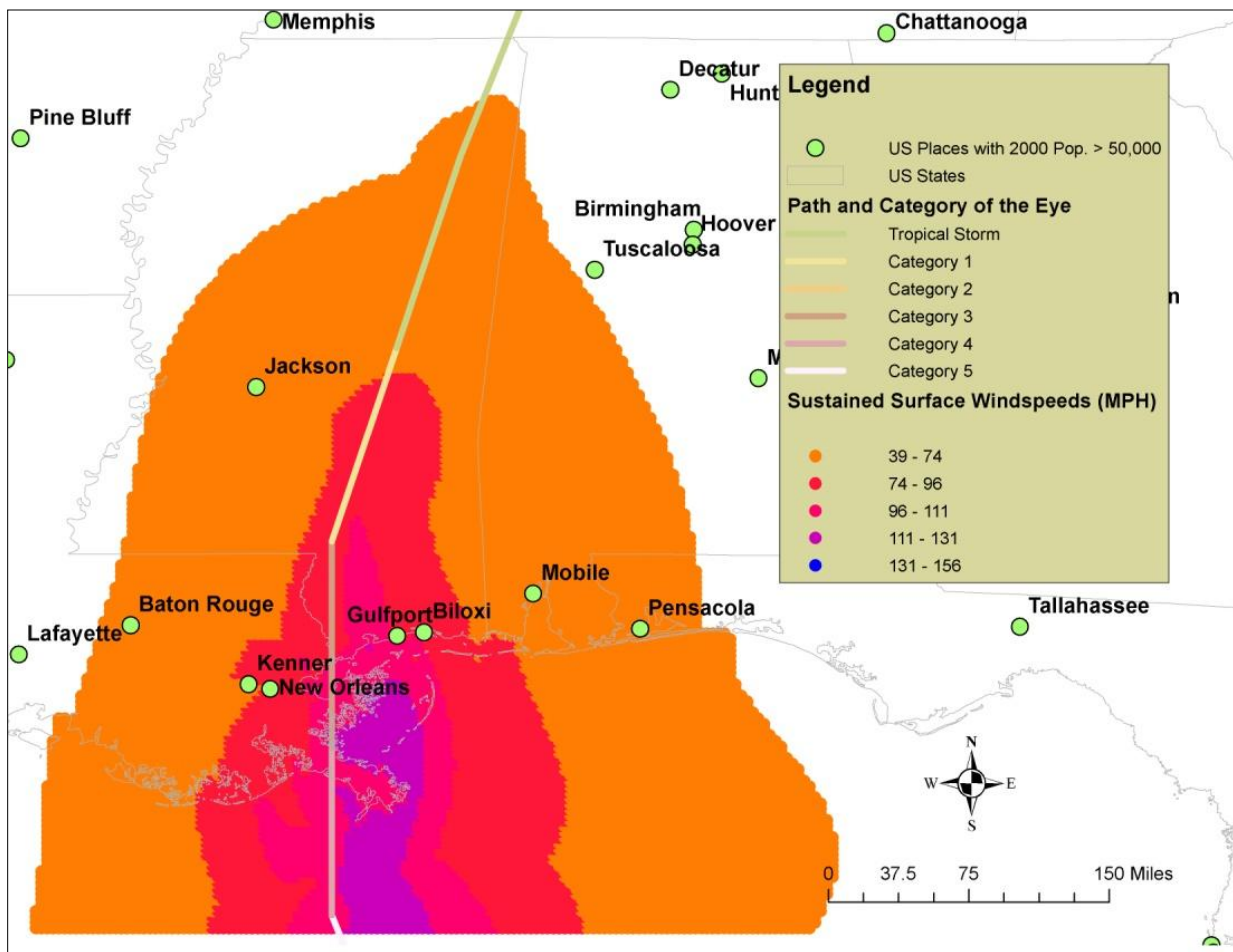 Memphis
Chattanooga
Decatur
Hunt
Pine Bluff
Birmingham
Hoover
Tuscaloosa
Jackson
M
n
Mobile
Baton Rouge
Gulfport
Biloxi
Pensacola
Tallahassee
Lafayette
Kenner
New Orleans
Legend
US Places with 2000 Pop. > 50,000
US States
Path and Category of the Eye
Tropical Storm
Category 1
Category 2
Category 3
Category 4
Category 5
Sustained Surface Windspeeds (MPH)
39 - 74
74 - 96
96 - 111
111 - 131
131 - 156
N
W E
S
0 37.5 75 150 Miles